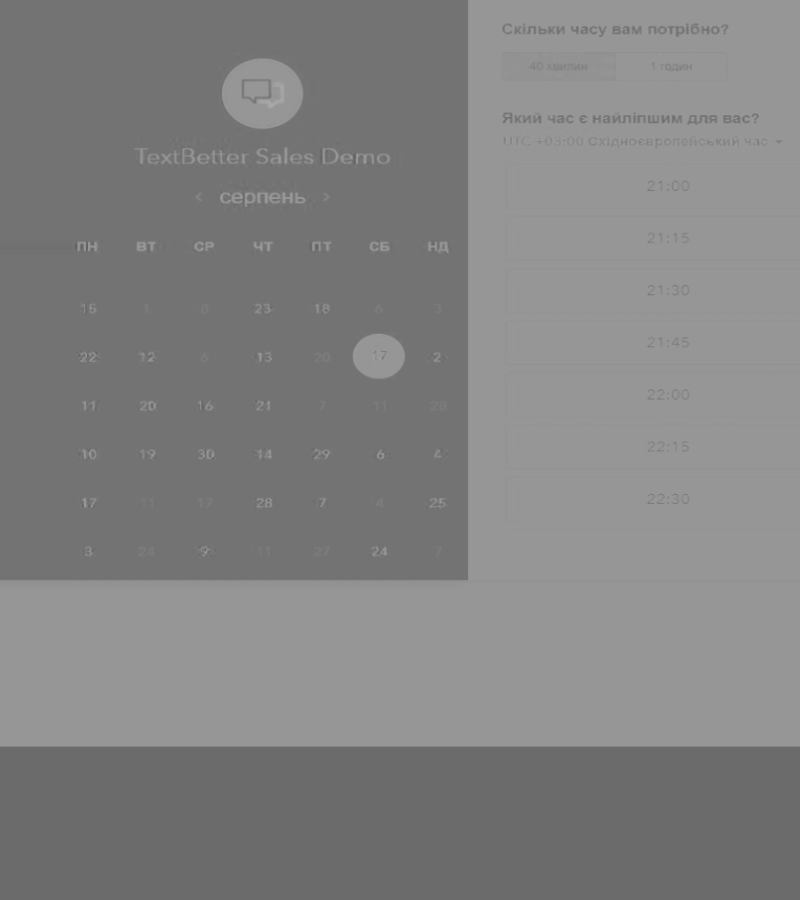 TextBetter Sales Demo
‹ серпень ›
ПН ВТ СР ЧТ ПТ СБ НД
15 1 23 18 6 3
22 12 6 13 20 17 2
11 20 16 21 7 11 28
10 19 30 14 29 6 4
17 11 17 28 7 4 25
3 24 9 11 27 24 7
Скільки часу вам потрібно?
40 хвилин 1 годин
Який час є найліпшим для вас?
UTC +03:00 Східноєвропейський час
21:00
21:15
21:30
21:45
22:00
22:15
22:30